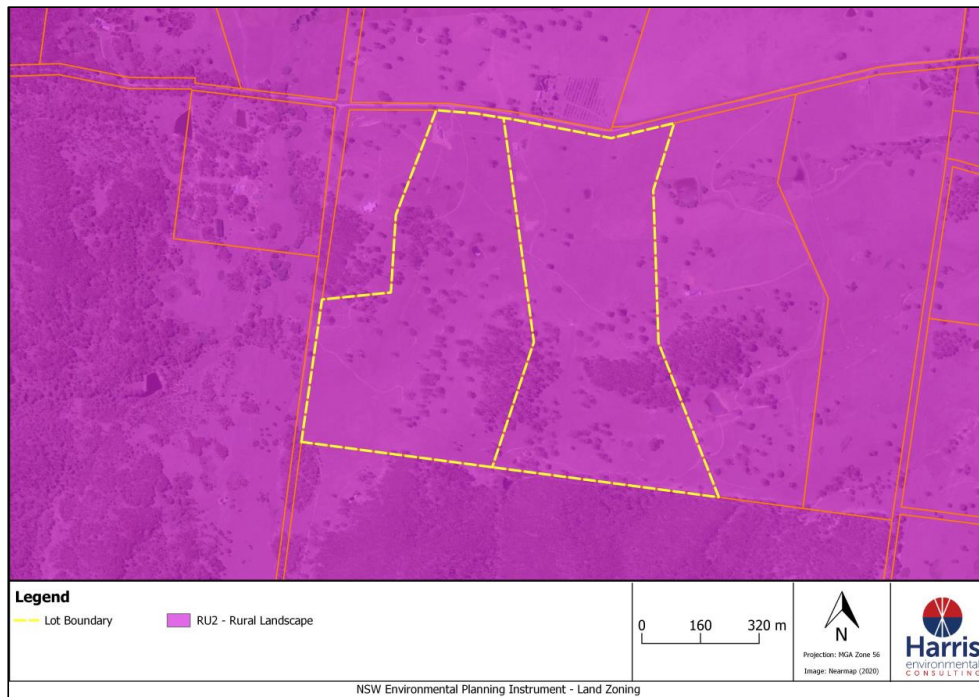 Legend
Lot Boundary
RU2 - Rural Landscape
0 160 320 m
N
Projection: MGA Zone 56
Image: Nearmap (2020)
Harris
environmental
CONSULTING
NSW Environmental Planning Instrument - Land Zoning